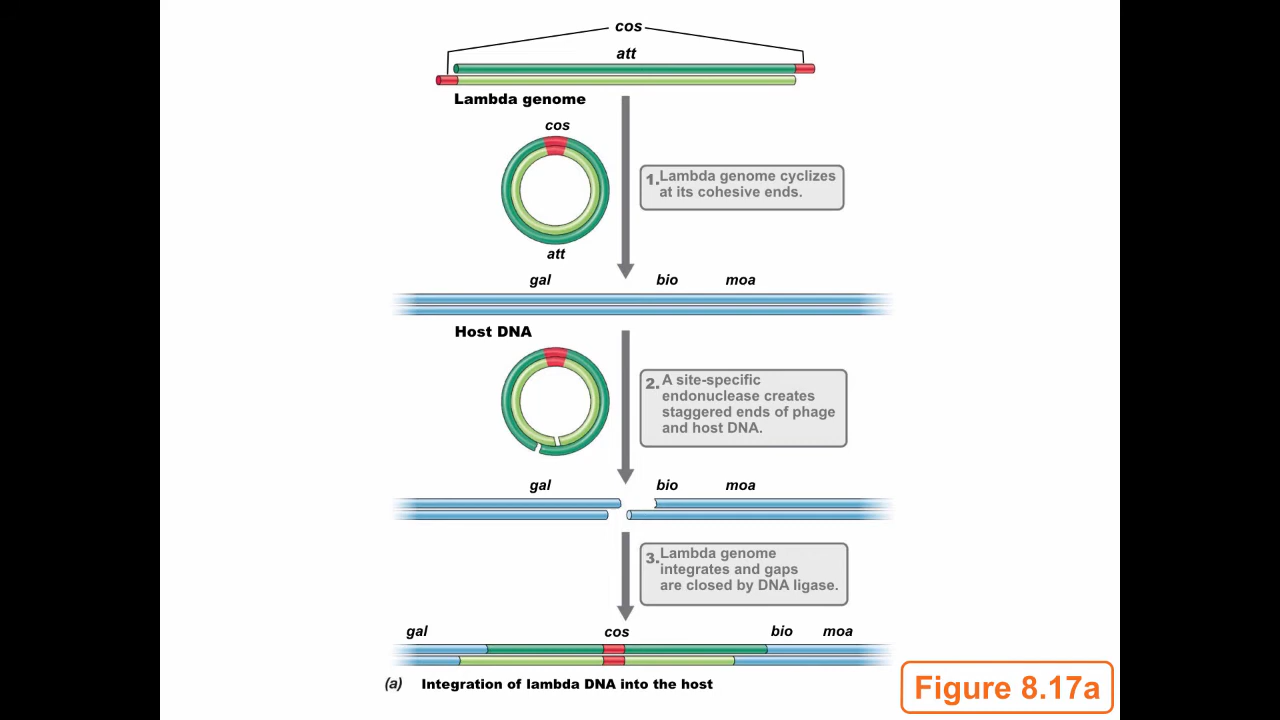 cos
att
Lambda genome
cos
1. Lambda genome cyclizes
at its cohesive ends.
att
gal bio moa
Host DNA
2. A site-specific
endonuclease creates
staggered ends of phage
and host DNA.
gal bio moa
3. Lambda genome
integrates and gaps
are closed by DNA ligase.
gal cos bio moa
(a) Integration of lambda DNA into the host
Figure 8.17a